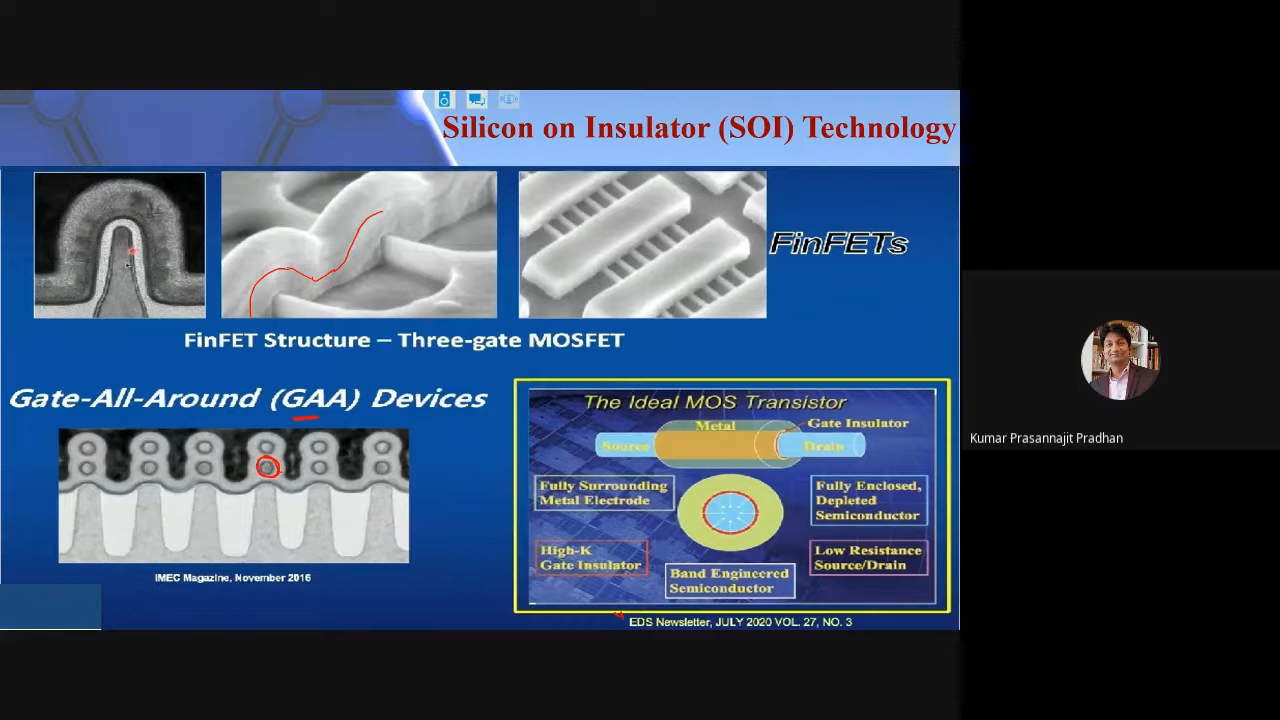 Silicon on Insulator (SOI) Technology
FinFETs
FinFET Structure – Three-gate MOSFET
Gate-All-Around (GAA) Devices
IMEC Magazine, November 2016
The Ideal MOS Transistor
Metal
Gate Insulator
Source
Drain
Fully Surrounding
Metal Electrode
Fully Enclosed,
Depleted
Semiconductor
High-K
Gate Insulator
Low Resistance
Source/Drain
Band Engineered
Semiconductor
EDS Newsletter, JULY 2020 VOL. 27, NO. 3
Kumar Prasannajit Pradhan